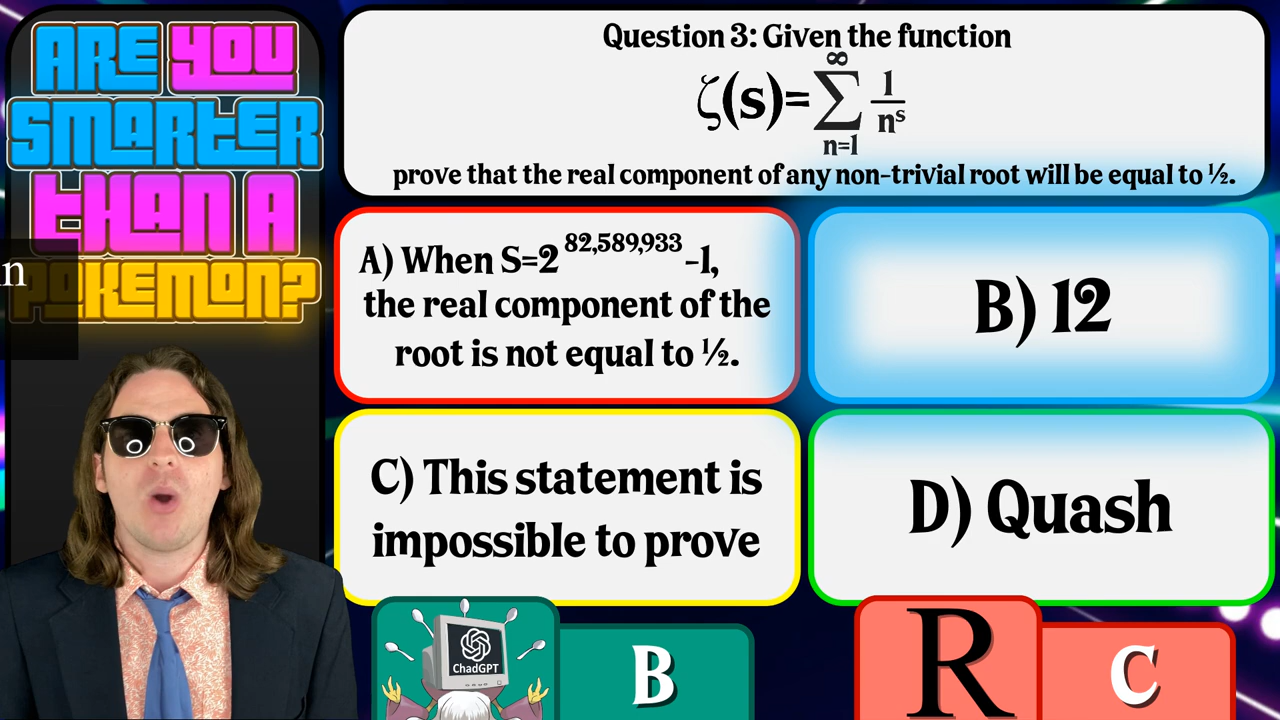 ARE YOU
SMARTER
THAN A
POKEMON?
n
Question 3: Given the function
ζ(s)=∑ 1/nˢ
∞
n=1
prove that the real component of any non-trivial root will be equal to ½.
A) When S=2^82,589,933 -1,
the real component of the
root is not equal to ½.
B) 12
C) This statement is
impossible to prove
D) Quash
ChadGPT
B
R
C